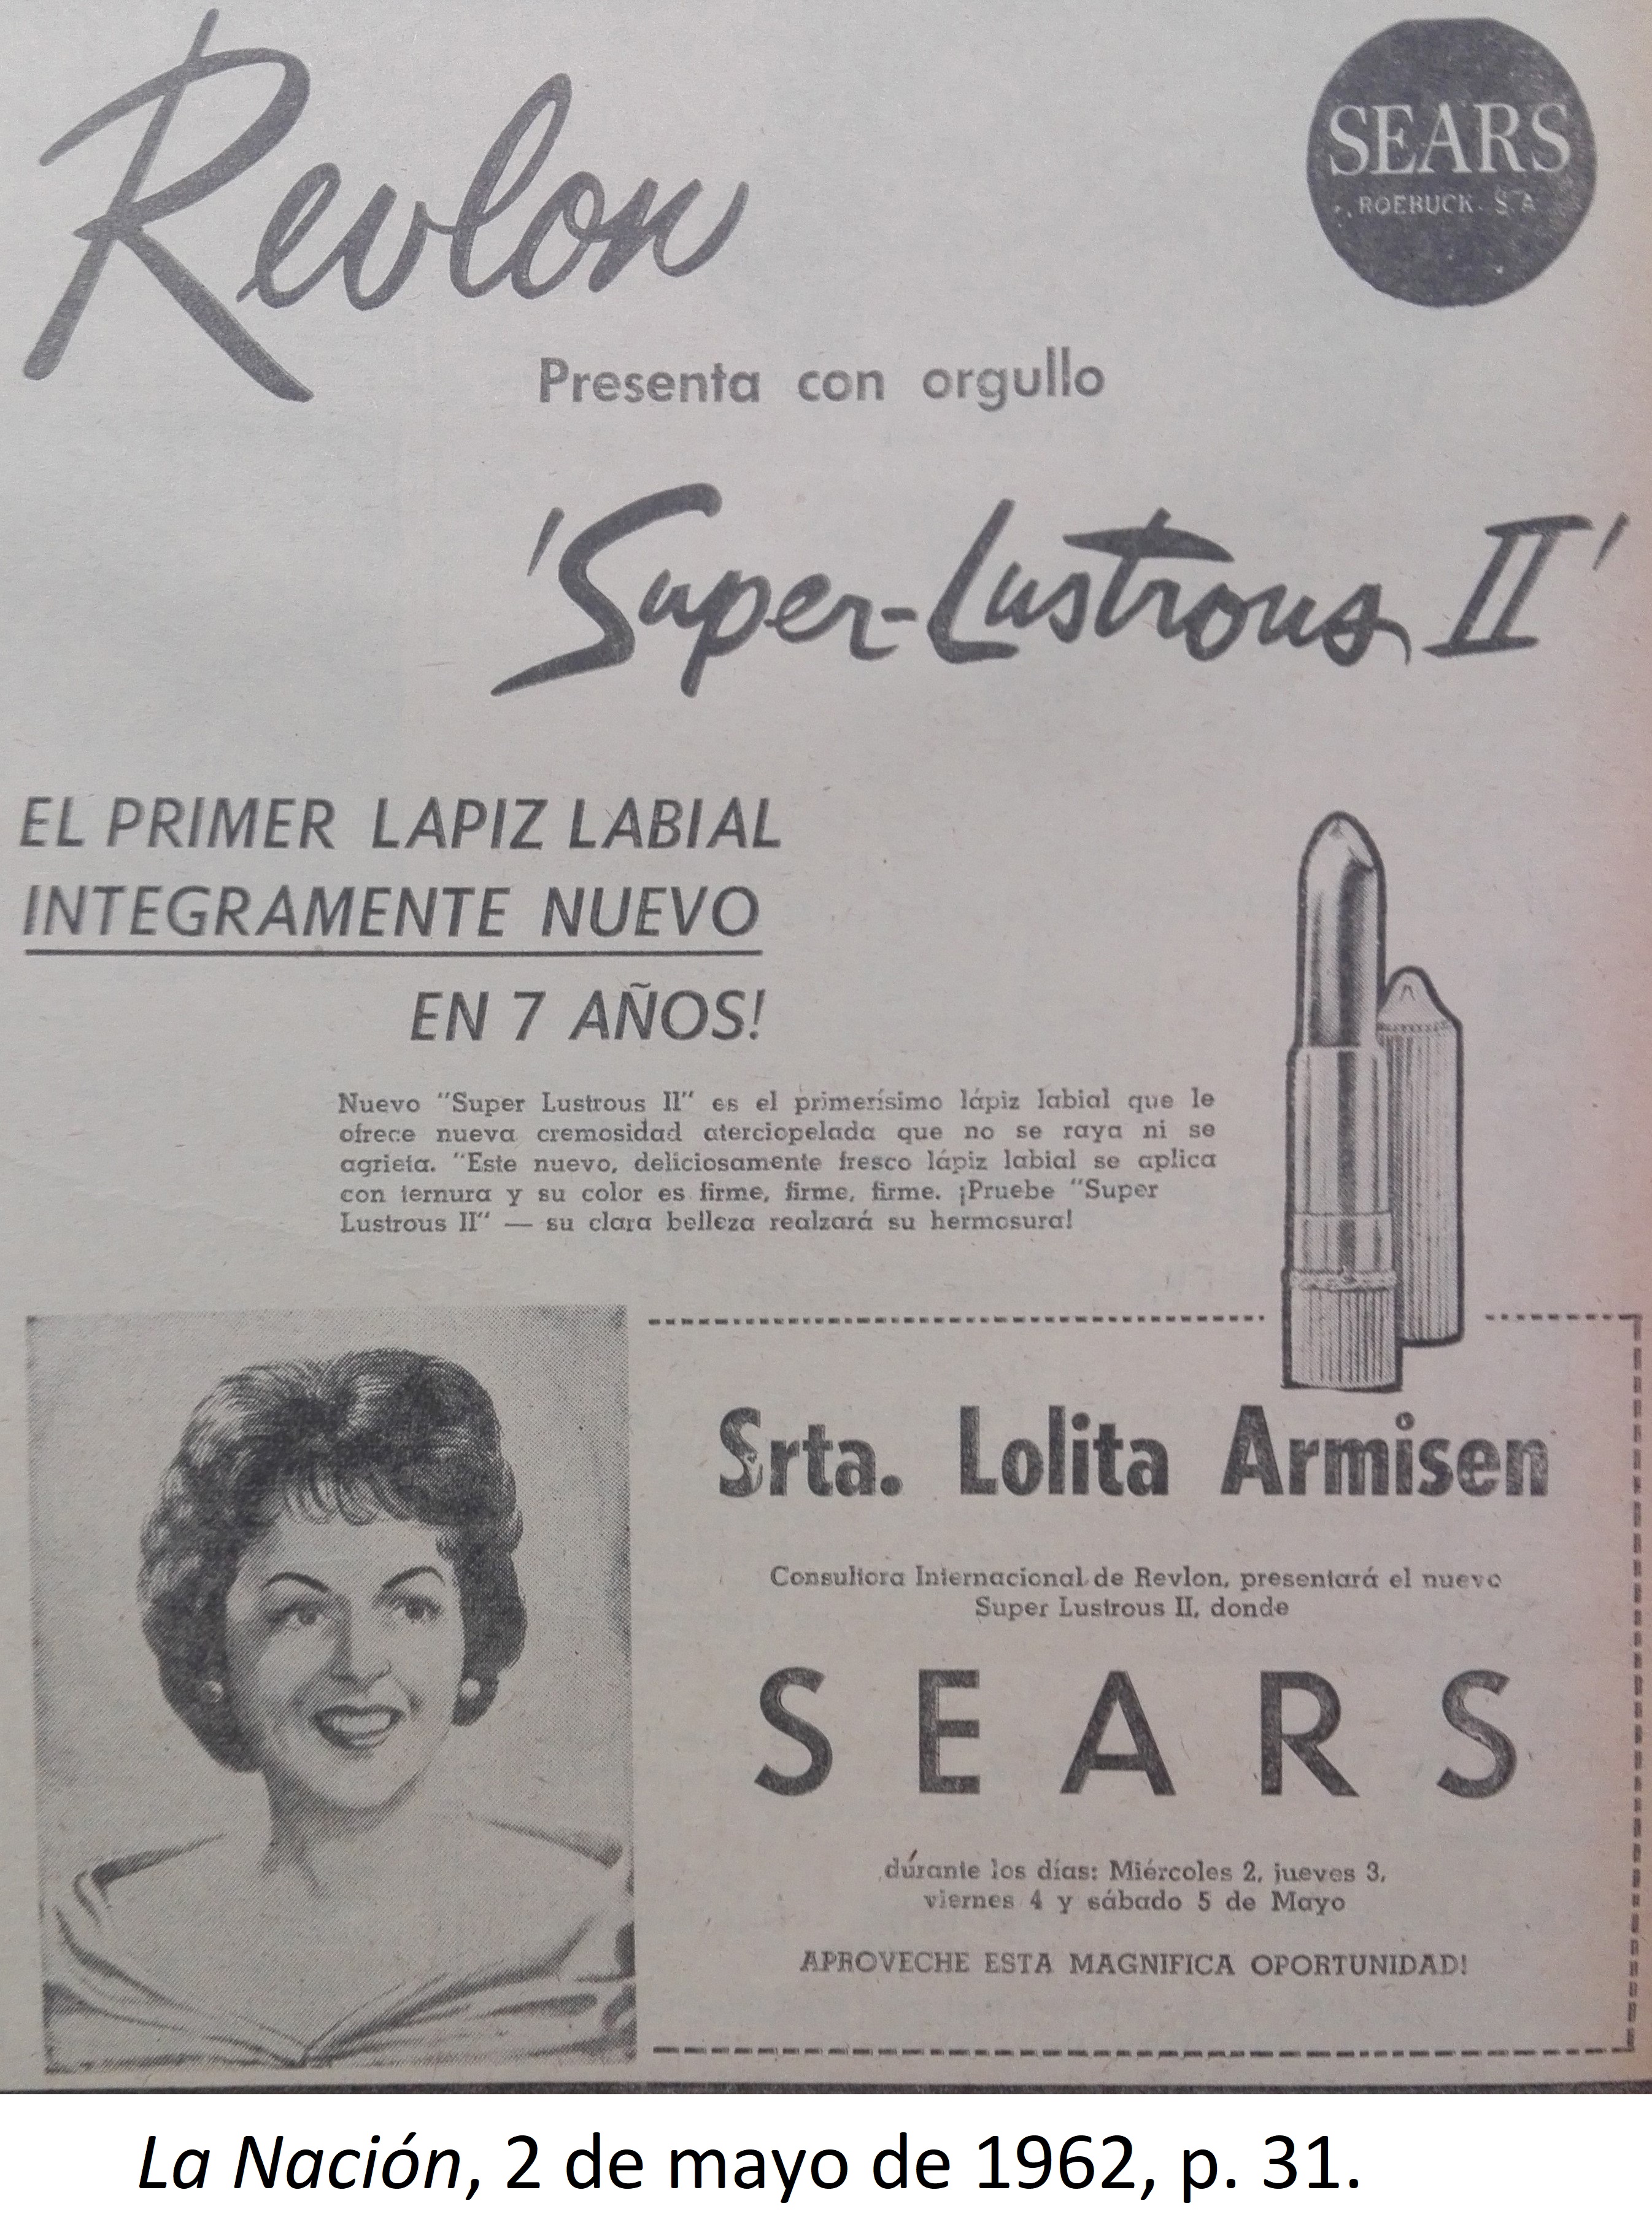 Revlon
SEARS
ROEBUCK. S. A
Presenta con orgullo
'Super-Lustrous II'
EL PRIMER LAPIZ LABIAL
INTEGRAMENTE NUEVO
EN 7 AÑOS!
Nuevo "Super Lustrous II" es el primerísimo lápiz labial que le
ofrece nueva cremosidad aterciopelada que no se raya ni se
agrieta. "Este nuevo, deliciosamente fresco lápiz labial se aplica
con ternura y su color es firme, firme, firme. ¡Pruebe "Super
Lustrous II" — su clara belleza realzará su hermosura!
Srta. Lolita Armisen
Consultora Internacional de Revlon, presentará el nuevo
Super Lustrous II, donde
SEARS
dúrante los días: Miércoles 2, jueves 3,
viernes 4 y sábado 5 de Mayo
APROVECHE ESTA MAGNIFICA OPORTUNIDAD!
La Nación, 2 de mayo de 1962, p. 31.